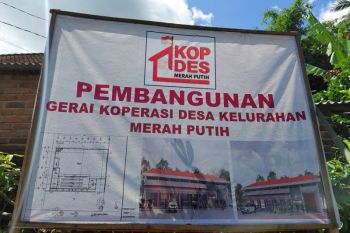 KOP
DES
MERAH PUTIH
PEMBANGUNAN
GERAI KOPERASI DESA KELURAHAN
MERAH PUTIH